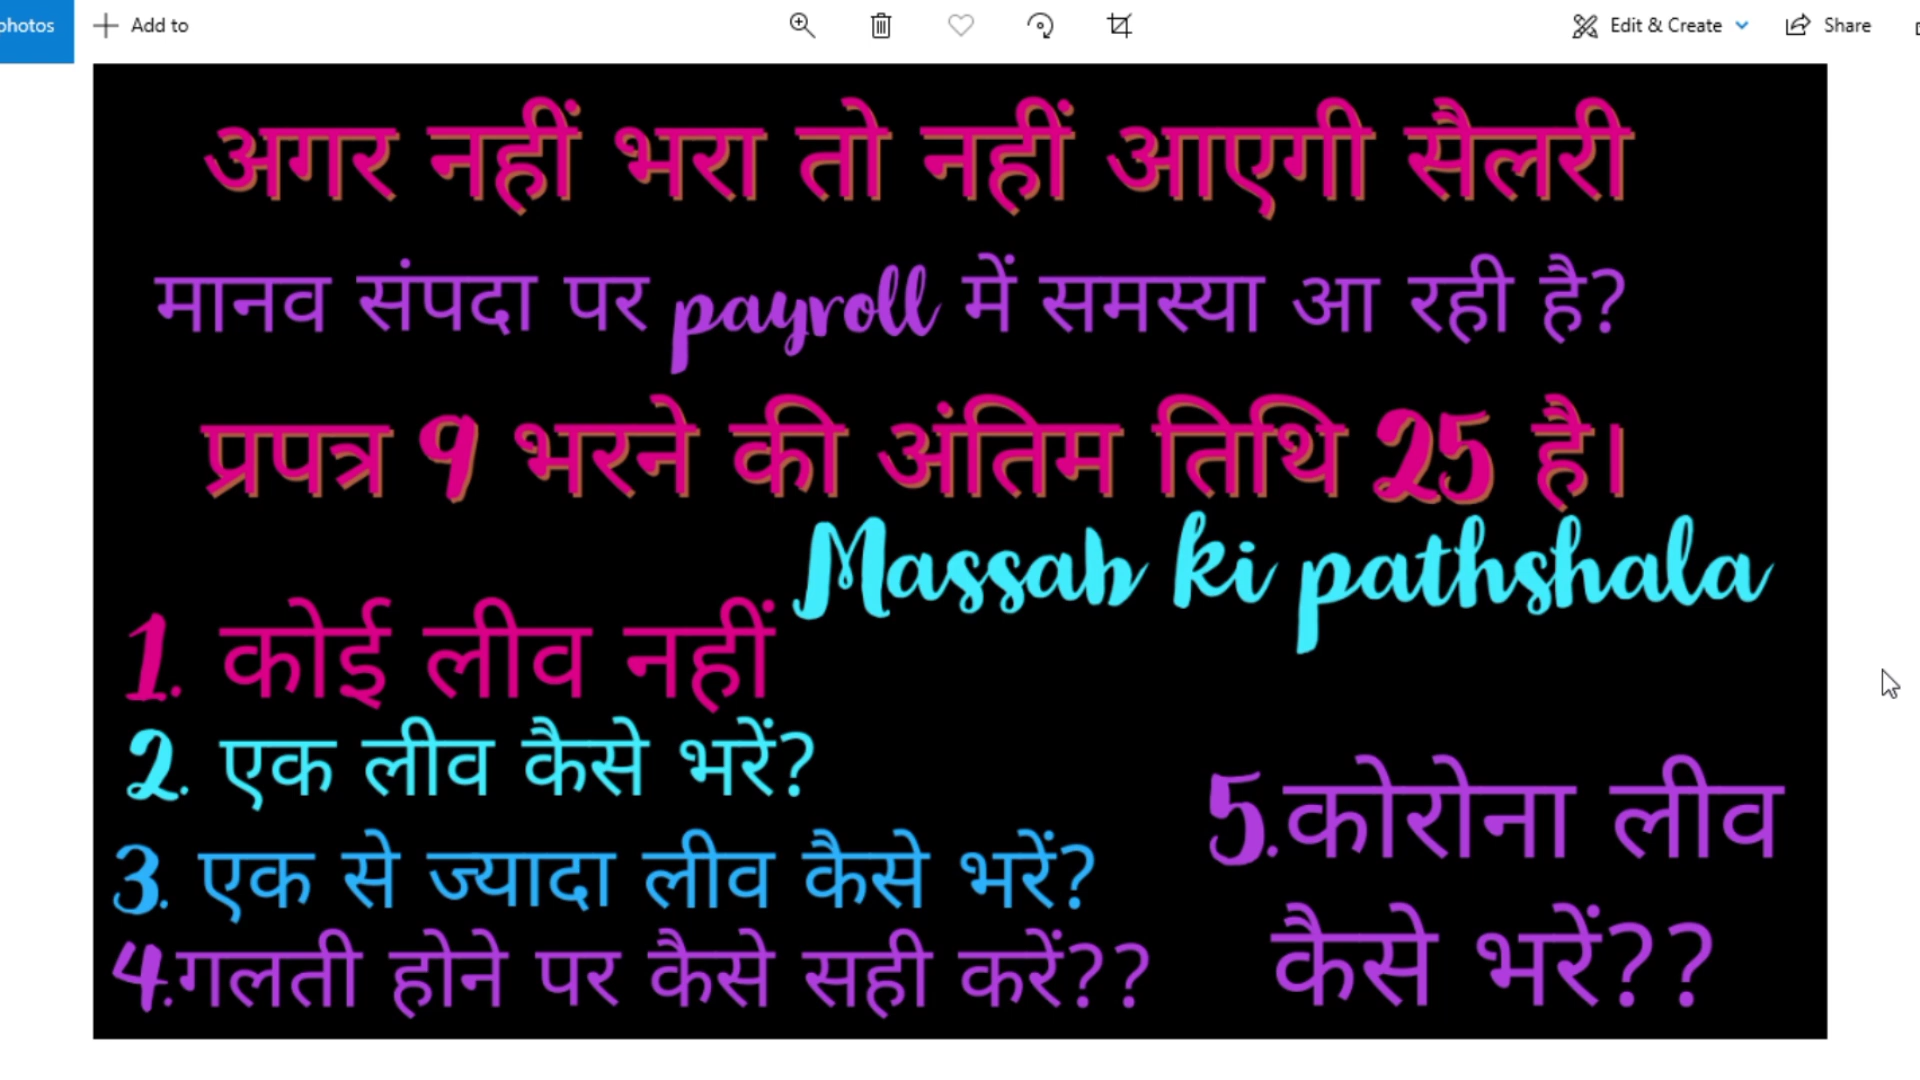 photos Add to Edit & Create Share
अगर नहीं भरा तो नहीं आएगी सैलरी
मानव संपदा पर payroll में समस्या आ रही है?
प्रपत्र 9 भरने की अंतिम तिथि 25 है।
Massab ki pathshala
1. कोई लीव नहीं
2. एक लीव कैसे भरें?
3. एक से ज्यादा लीव कैसे भरें?
4.गलती होने पर कैसे सही करें??
5.कोरोना लीव
कैसे भरें??